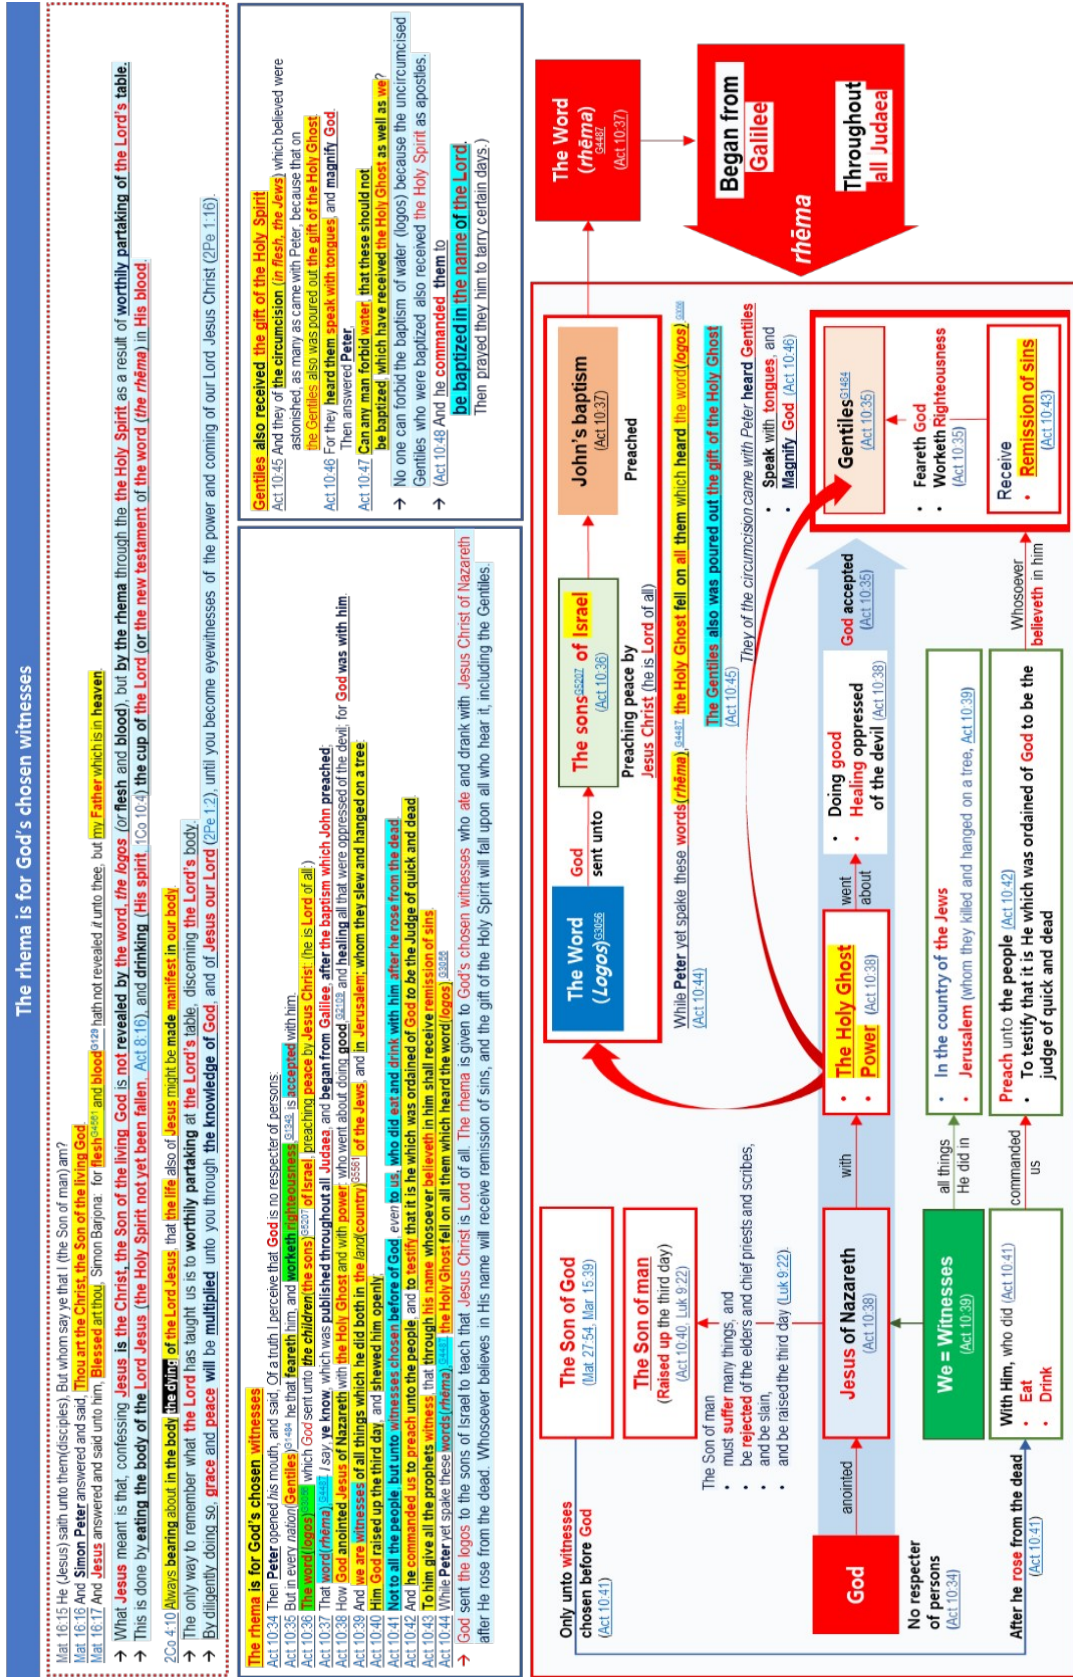 The rhema is for God's chosen witnesses
Mat 16:15 He (Jesus) saith unto them(disciples), But whom say ye that I (the Son of man) am?
Mat 16:16 And Simon Peter answered and said, Thou art the Christ, the Son of the living God.
Mat 16:17 And Jesus answered and said unto him, Blessed art thou, Simon Barjona: for flesh G4561 and blood G129 hath not revealed it unto thee, but my Father which is in heaven.
→ What Jesus meant is that, confessing Jesus is the Christ, the Son of the living God is not revealed by the word, the logos (or flesh and blood), but by the rhema through the Holy Spirit as a result of worthily partaking of the Lord's table.
→ This is done by eating the body of the Lord Jesus (the Holy Spirit not yet been fallen, Act 8:16), and drinking (His spirit, 1Co 10:4) the cup of the Lord (or the new testament of the word (the rhēma) in His blood.
2Co 4:10 Always bearing about in the body the dying of the Lord Jesus, that the life also of Jesus might be made manifest in our body.
→ The only way to remember what the Lord has taught us is to worthily partaking at the Lord's table, discerning the Lord's body.
→ By diligently doing so, grace and peace will be multiplied unto you through the knowledge of God, and of Jesus our Lord (2Pe 1:2), until you become eyewitnesses of the power and coming of our Lord Jesus Christ (2Pe 1:16).
The rhema is for God's chosen witnesses
Act 10:34 Then Peter opened his mouth, and said, Of a truth I perceive that God is no respecter of persons:
Act 10:35 But in every nation(Gentiles)G1484 he that feareth him, and worketh righteousness, G1343 is accepted with him.
Act 10:36 The word(logos)G3056 which God sent unto the children(the sons)G5207 of Israel, preaching peace by Jesus Christ: (he is Lord of all:)
Act 10:37 That word(rhēma),G4487 I say, ye know, which was published throughout all Judaea, and began from Galilee, after the baptism which John preached;
Act 10:38 How God anointed Jesus of Nazareth with the Holy Ghost and with power: who went about doing good, G2109 and healing all that were oppressed of the devil; for God was with him.
Act 10:39 And we are witnesses of all things which he did both in the land(country)G5561 of the Jews, and in Jerusalem; whom they slew and hanged on a tree:
Act 10:40 Him God raised up the third day, and shewed him openly;
Act 10:41 Not to all the people, but unto witnesses chosen before of God, even to us, who did eat and drink with him after he rose from the dead.
Act 10:42 And he commanded us to preach unto the people, and to testify that it is he which was ordained of God to be the Judge of quick and dead.
Act 10:43 To him give all the prophets witness, that through his name whosoever believeth in him shall receive remission of sins.
Act 10:44 While Peter yet spake these words(rhēma),G4487 the Holy Ghost fell on all them which heard the word(logos).G3056
→ God sent the logos to the sons of Israel to teach that Jesus Christ is Lord of all. The rhema is given to God's chosen witnesses who ate and drank with Jesus Christ of Nazareth
after He rose from the dead. Whosoever believes in His name will receive remission of sins, and the gift of the Holy Spirit will fall upon all who hear it, including the Gentiles.
Gentiles also received the gift of the Holy Spirit
Act 10:45 And they of the circumcision (in flesh, the Jews) which believed were
astonished, as many as came with Peter, because that on
the Gentiles also was poured out the gift of the Holy Ghost.
Act 10:46 For they heard them speak with tongues, and magnify God.
Then answered Peter,
Act 10:47 Can any man forbid water, that these should not
be baptized, which have received the Holy Ghost as well as we?
→ No one can forbid the baptism of water (logos) because the uncircumcised
Gentiles who were baptized also received the Holy Spirit as apostles.
→ (Act 10:48 And he commanded them to
be baptized in the name of the Lord.
Then prayed they him to tarry certain days.)
Only unto witnesses
chosen before God
(Act 10:41)
The Son of God
(Mat 27:54, Mar 15:39)
The Son of man
(Raised up the third day)
(Act 10:40, Luk 9:22)
The Son of man
• must suffer many things, and
• be rejected of the elders and chief priests and scribes,
• and be slain,
• and be raised the third day (Luk 9:22).
The Word
(Logos)G3056
God
sent unto
The sonsG5207 of Israel
(Act 10:36)
Preaching peace by
Jesus Christ (he is Lord of all)
John's baptism
(Act 10:37)
Preached
The Word
(rhēma)
G4487
(Act 10:37)
Began from
Galilee
Throughout
all Judaea
rhēma
While Peter yet spake these words(rhēma),G4487 the Holy Ghost fell on all them which heard the word(logos).G3056
(Act 10:44)
The Gentiles also was poured out the gift of the Holy Ghost
(Act 10:45)
They of the circumcision came with Peter heard Gentiles
• Speak with tongues, and
• Magnify God (Act 10:46)
God
anointed
Jesus of Nazareth
(Act 10:38)
with
• The Holy Ghost
• Power (Act 10:38)
went
about
• Doing good
• Healing oppressed
of the devil (Act 10:38)
God accepted
(Act 10:35)
GentilesG1484
(Act 10:35)
• Feareth God
• Worketh Righteousness
(Act 10:35)
Receive
• Remission of sins
(Act 10:43)
No respecter
of persons
(Act 10:34)
We = Witnesses
(Act 10:39)
all things
He did in
• In the country of the Jews
• Jerusalem (whom they killed and hanged on a tree, Act 10:39)
After he rose from the dead
(Act 10:41)
With Him, who did (Act 10:41)
• Eat
• Drink
commanded
us
Preach unto the people (Act 10:42)
• To testify that it is He which was ordained of God to be the
judge of quick and dead
Whosoever
believeth in him